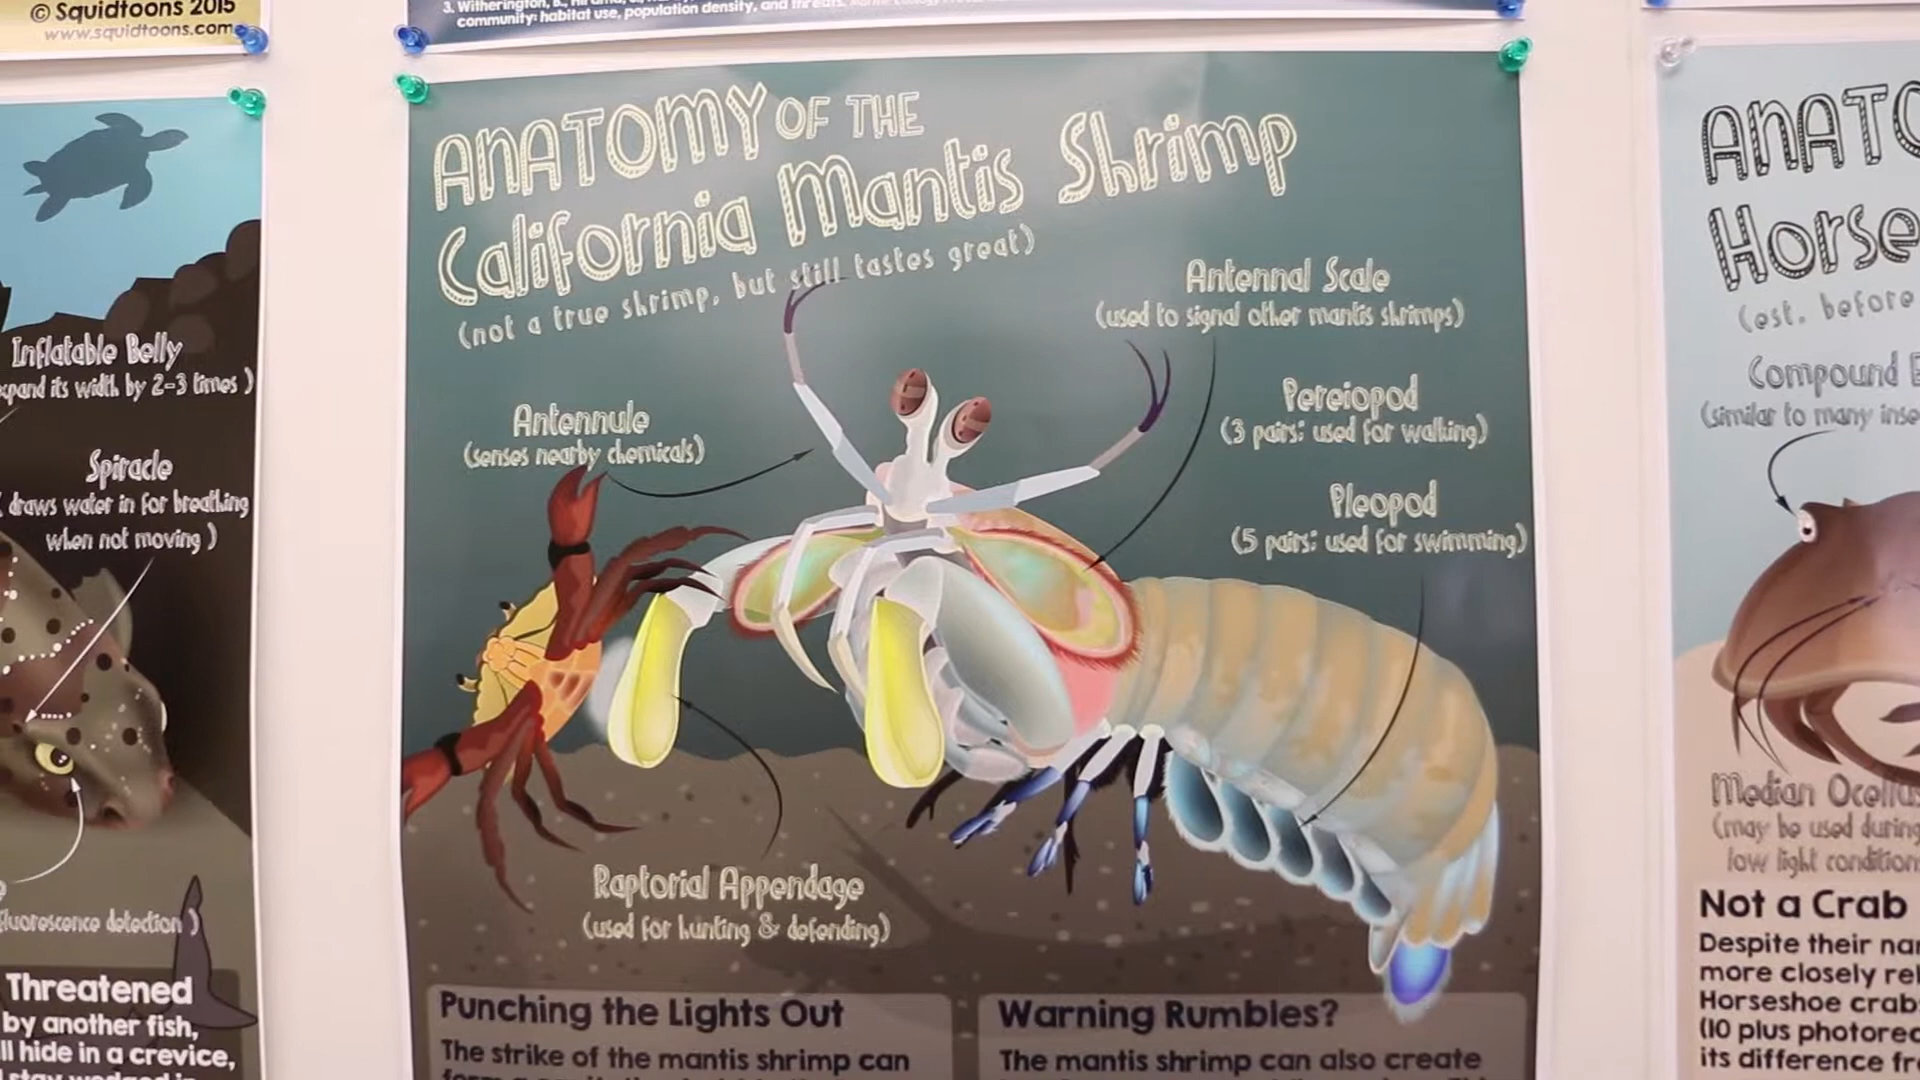 © Squidtoons 2015
www.squidtoons.com
Inflatable Belly
xpand its width by 2-3 times )
Spiracle
draws water in for breathing
when not moving )
fluorescence detection )
Threatened
by another fish,
ll hide in a crevice,
3. Witherington, B.,
community: habitat use, population density, and threats.
ANATOMY OF THE
California Mantis Shrimp
(not a true shrimp, but still tastes great)
Antennal Scale
(used to signal other mantis shrimps)
Antennule
(senses nearby chemicals)
Pereiopod
(3 pairs; used for walking)
Pleopod
(5 pairs; used for swimming)
Raptorial Appendage
(used for hunting & defending)
Punching the Lights Out
The strike of the mantis shrimp can
Warning Rumbles?
The mantis shrimp can also create
ANATO
Horse
(est. before
Compound E
(similar to many inse
Median Ocellus
(may be used during
low light condition
Not a Crab
Despite their nam
more closely rel
Horseshoe crab
(10 plus photorec
its difference fr